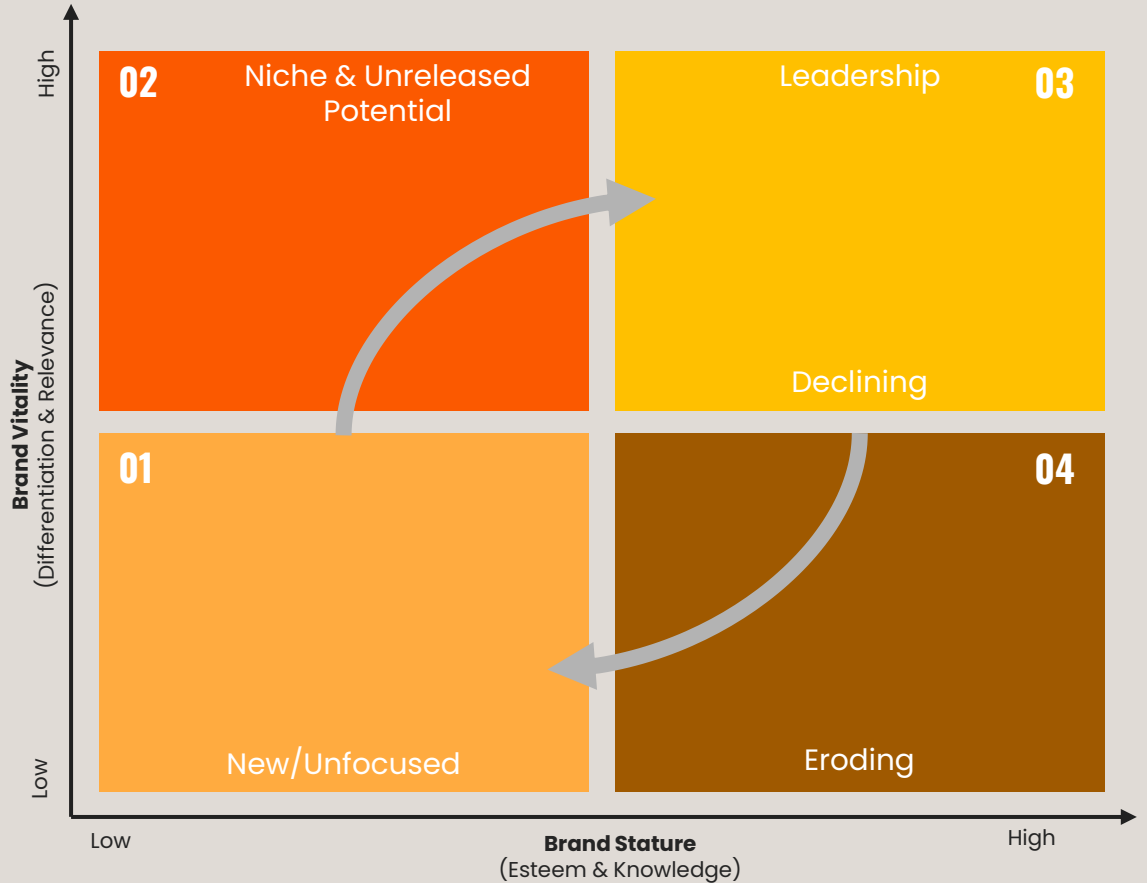 High
02
Niche & Unreleased
Potential
Leadership
03
Declining
Brand Vitality
(Differentiation & Relevance)
01
New/Unfocused
04
Eroding
Low
Low
Brand Stature
(Esteem & Knowledge)
High